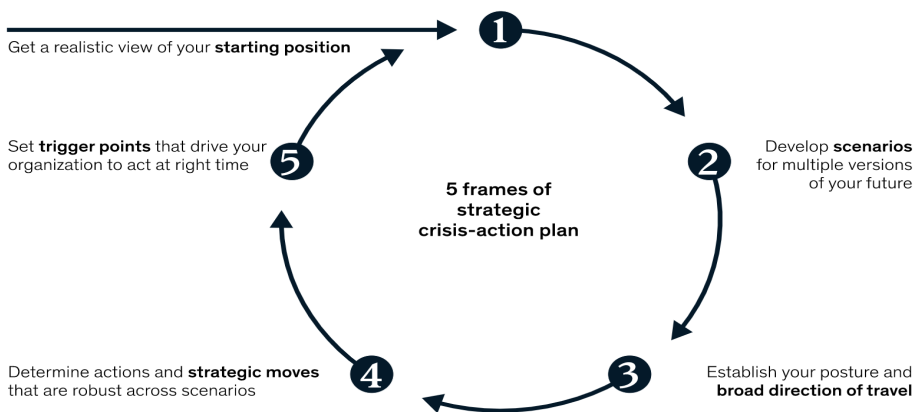 1
Get a realistic view of your starting position
2
Develop scenarios
for multiple versions
of your future
3
Establish your posture and
broad direction of travel
4
Determine actions and strategic moves
that are robust across scenarios
5
Set trigger points that drive your
organization to act at right time
5 frames of
strategic
crisis-action plan